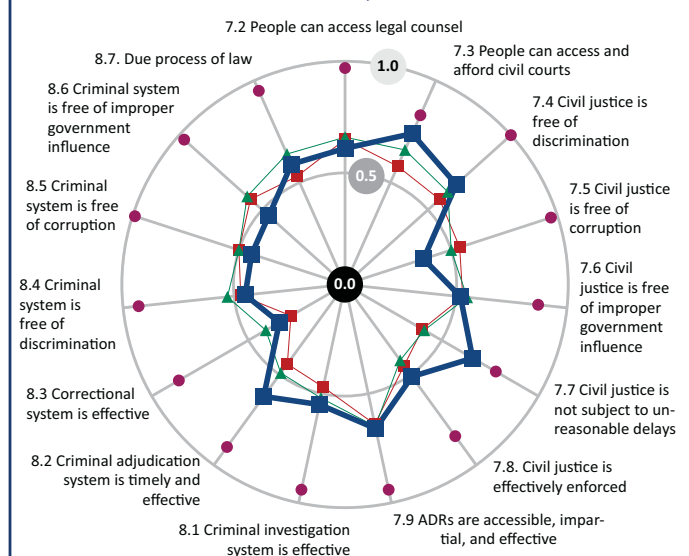 7.2 People can access legal counsel
7.3 People can access and
afford civil courts
7.4 Civil justice is
free of
discrimination
7.5 Civil justice
is free of
corruption
7.6 Civil
justice is free
of improper
government
influence
7.7 Civil justice is
not subject to un-
reasonable delays
7.8. Civil justice is
effectively enforced
7.9 ADRs are accessible, impar-
tial, and effective
8.1 Criminal investigation
system is effective
8.2 Criminal adjudication
system is timely and
effective
8.3 Correctional
system is effective
8.4 Criminal
system is
free of
discrimination
8.5 Criminal
system is free
of corruption
8.6 Criminal system
is free of improper
government
influence
8.7. Due process of law
1.0
0.5
0.0